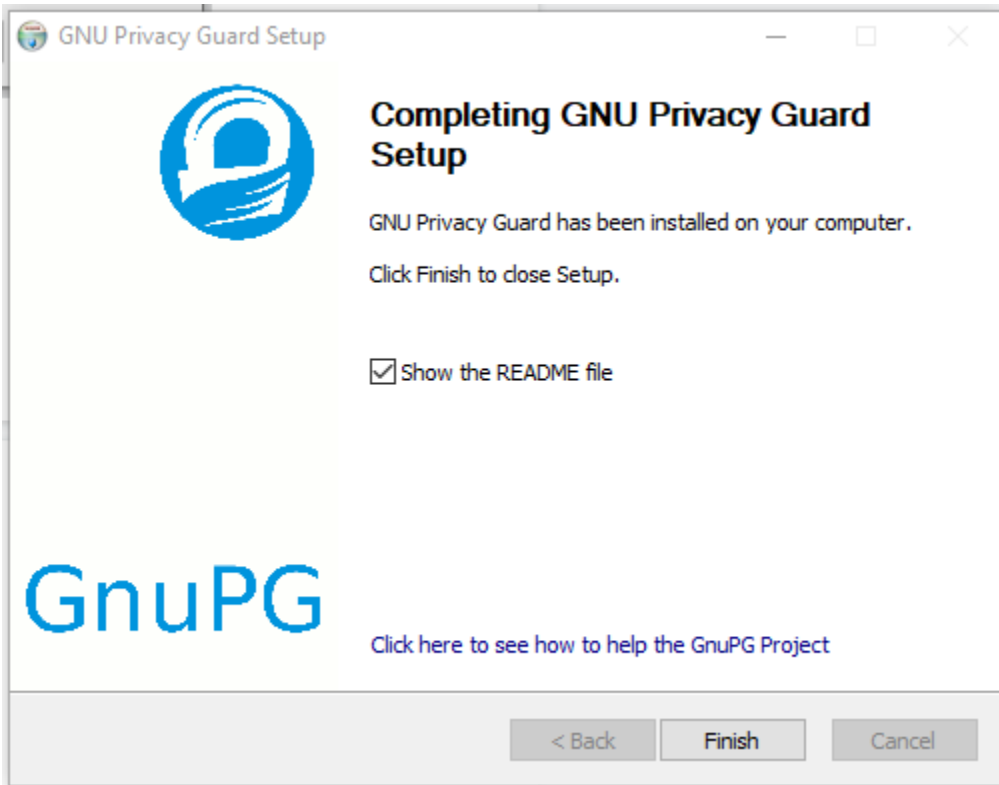 GNU Privacy Guard Setup
Completing GNU Privacy Guard
Setup
GNU Privacy Guard has been installed on your computer.
Click Finish to close Setup.
Show the README file
GnuPG
Click here to see how to help the GnuPG Project
< Back
Finish
Cancel